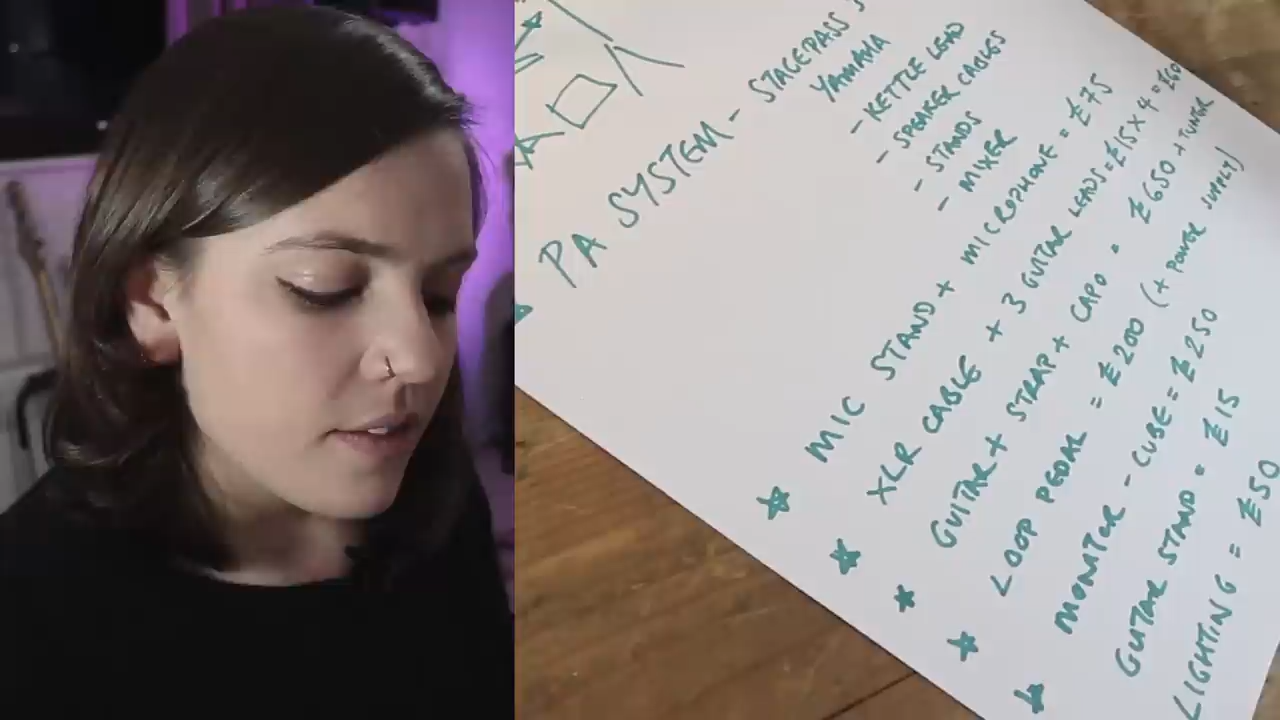 PA SYSTEM - STAGEPASS
YAMAHA
- KETTLE LEAD
- SPEAKER CABLES
- STANDS
- MIXER
MIC STAND + MICROPHONE = £75
XLR CABLE + 3 GUITAR LEADS = £15 X 4 = £60
GUITAR + STRAP + CAPO = £650 + TUNER
LOOP PEDAL = £200 (+ POWER SUPPLY)
MONITOR - CUBE = £250
GUITAR STAND = £15
LIGHTING = £50